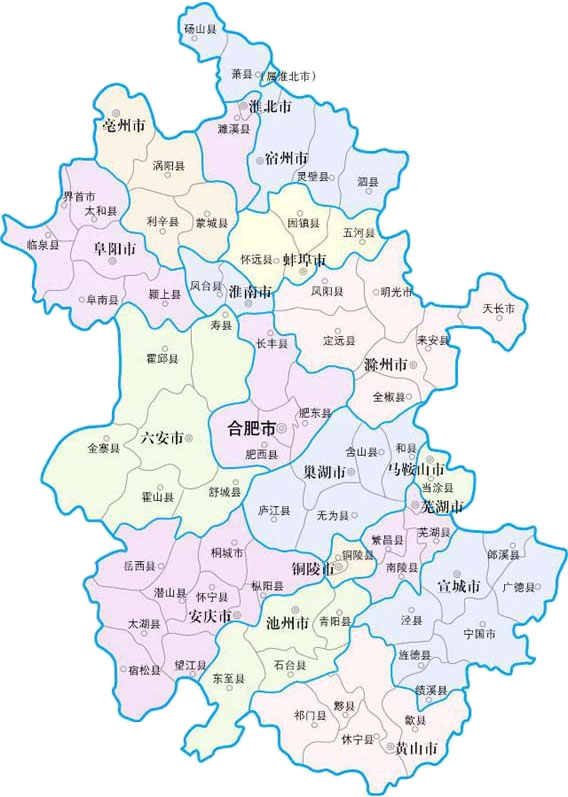 砀山县
萧县
(属淮北市)
淮北市
濉溪县
亳州市
宿州市
涡阳县
灵璧县
泗县
界首市
太和县
利辛县
蒙城县
固镇县
五河县
临泉县
阜阳市
怀远县
蚌埠市
阜南县
颍上县
凤台县
淮南市
凤阳县
明光市
天长市
寿县
长丰县
定远县
来安县
霍邱县
滁州市
全椒县
肥东县
合肥市
六安市
金寨县
肥西县
含山县
和县
巢湖市
马鞍山市
当涂县
霍山县
舒城县
庐江县
无为县
芜湖市
芜湖县
繁昌县
桐城市
铜陵县
铜陵市
南陵县
郎溪县
岳西县
宣城市
广德县
潜山县
怀宁县
枞阳县
安庆市
池州市
青阳县
泾县
宁国市
太湖县
旌德县
宿松县
望江县
东至县
石台县
绩溪县
祁门县
黟县
歙县
休宁县
黄山市